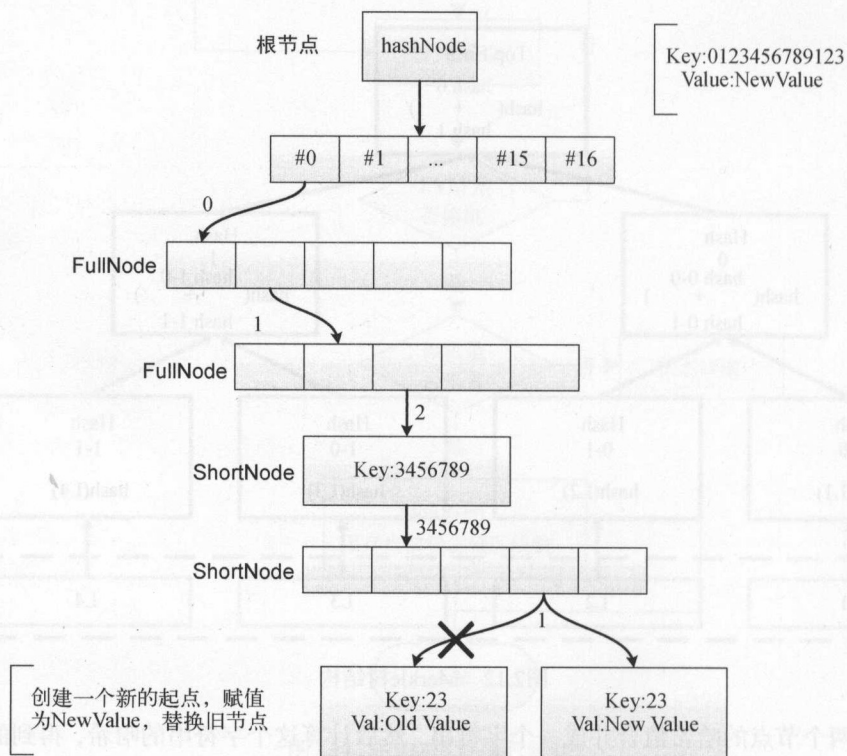 根节点
hashNode
Key:0123456789123
Value:NewValue
#0 #1 ... #15 #16
0
FullNode
1
FullNode
2
ShortNode
Key:3456789
3456789
ShortNode
1
创建一个新的起点，赋值
为NewValue，替换旧节点
Key:23
Val:Old Value
Key:23
Val:New Value